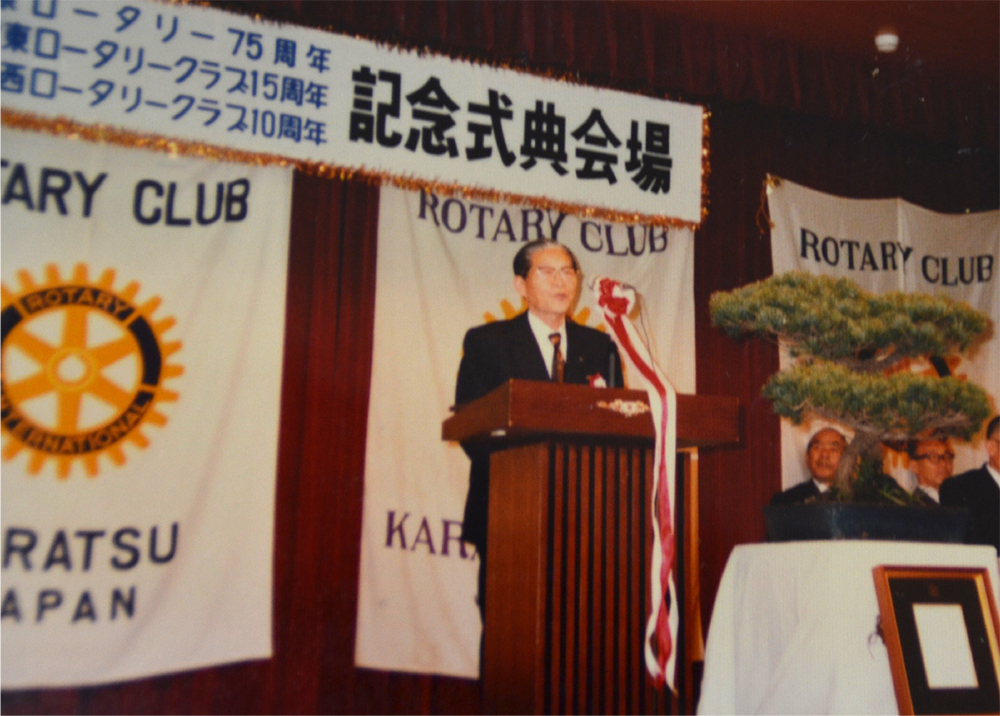 ロータリー75周年
東ロータリークラブ15周年
西ロータリークラブ10周年
記念式典会場
TARY CLUB
ROTARY
INTERNATIONAL
RATSU
APAN
ROTARY CLUB
KARA
ROTARY CLUB